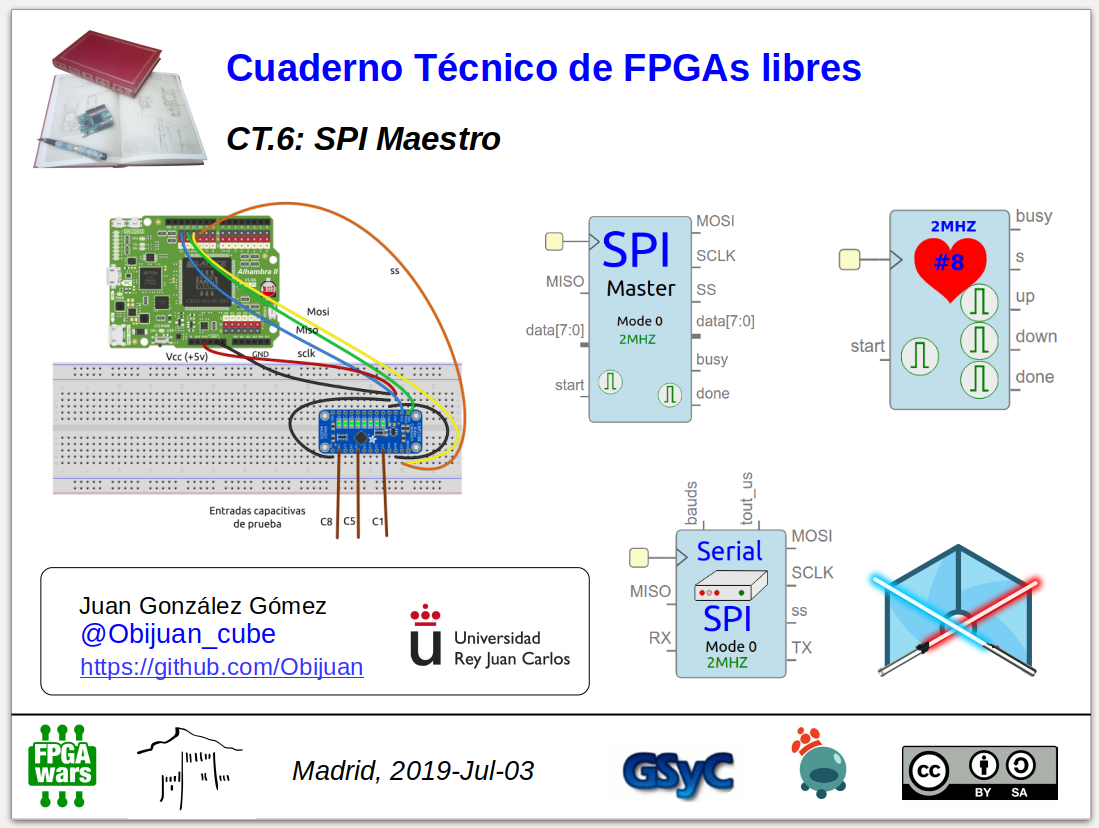 Cuaderno Técnico de FPGAs libres
CT.6: SPI Maestro
Alhambra II
ss
Mosi
Miso
sclk
Vcc (+5v)
GND
Entradas capacitivas
de prueba
C8
C5
C1
SPI
Master
Mode 0
2MHZ
MISO
data[7:0]
start
MOSI
SCLK
SS
data[7:0]
busy
done
2MHZ
#8
start
busy
s
up
down
done
bauds
tout_us
Serial
SPI
Mode 0
2MHZ
MISO
RX
MOSI
SCLK
ss
TX
Juan González Gómez
@Obijuan_cube
https://github.com/Obijuan
u
Universidad
Rey Juan Carlos
FPGA
wars
Madrid, 2019-Jul-03
GSyC
cc
BY SA